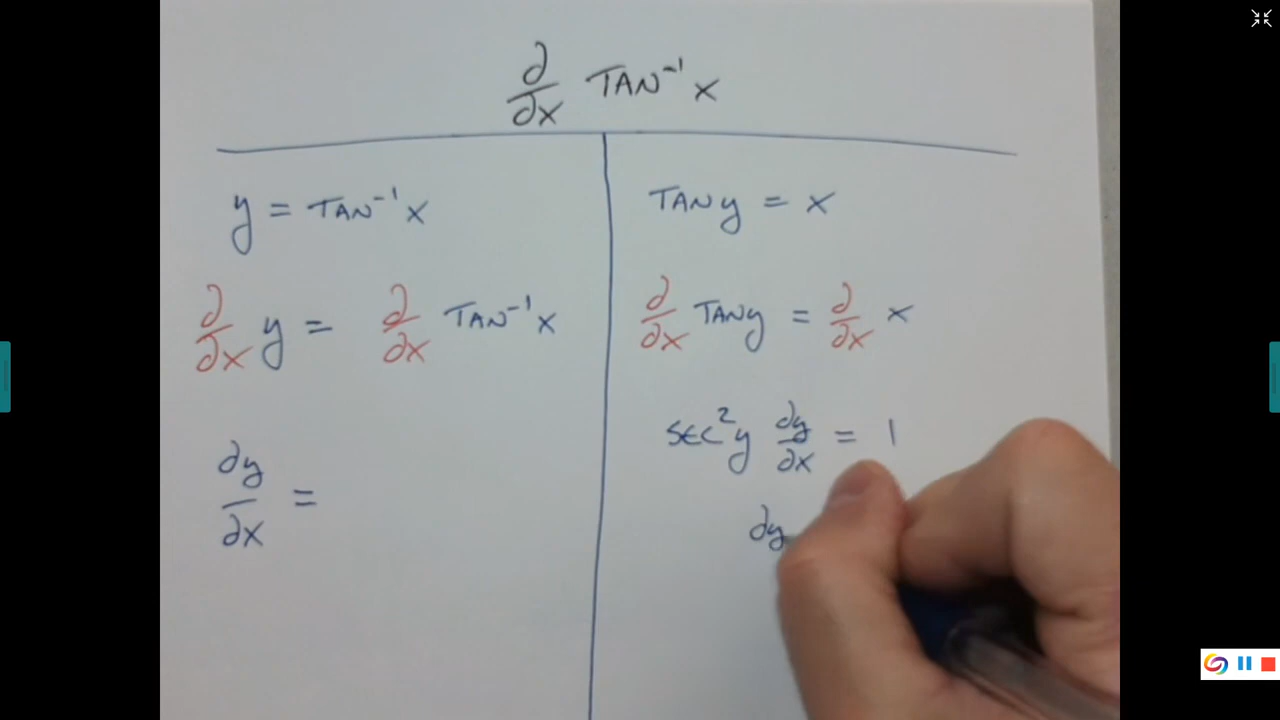 ∂/∂x TAN⁻¹ x
y = TAN⁻¹ x
∂/∂x y = ∂/∂x TAN⁻¹ x
∂y/∂x =
TAN y = x
∂/∂x TAN y = ∂/∂x x
SEC² y ∂y/∂x = 1
∂y